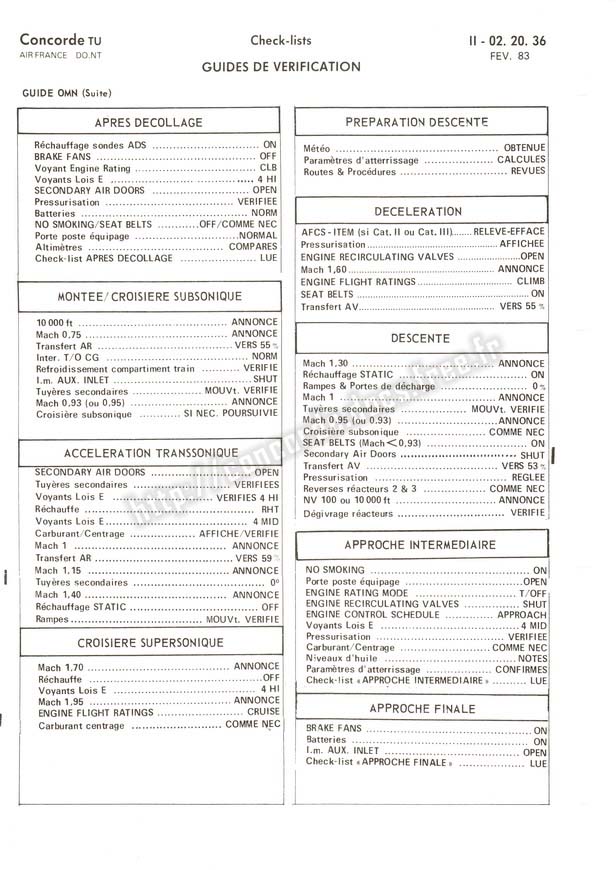 Concorde TU
AIR FRANCE DO.NT
Check-lists
GUIDES DE VERIFICATION
II - 02. 20. 36
FEV. 83
GUIDE OMN (Suite)
APRES DECOLLAGE
Réchauffage sondes ADS ... ON
BRAKE FANS ... OFF
Voyant Engine Rating ... CLB
Voyants Lois E ... 4 HI
SECONDARY AIR DOORS ... OPEN
Pressurisation ... VERIFIEE
Batteries ... NORM
NO SMOKING/SEAT BELTS ... OFF/COMME NEC
Porte poste équipage ... NORMAL
Altimètres ... COMPARES
Check-list APRES DECOLLAGE ... LUE
MONTEE/CROISIERE SUBSONIQUE
10 000 ft ... ANNONCE
Mach 0,75 ... ANNONCE
Transfert AR ... VERS 55 %
Inter. T/O CG ... NORM
Refroidissement compartiment train ... VERIFIE
I.m. AUX. INLET ... SHUT
Tuyères secondaires ... MOUVt. VERIFIE
Mach 0.93 (ou 0.95) ... ANNONCE
Croisière subsonique ... SI NEC. POURSUIVIE
ACCELERATION TRANSSONIQUE
SECONDARY AIR DOORS ... OPEN
Tuyères secondaires ... VERIFIEES
Voyants Lois E ... VERIFIES 4 HI
Réchauffe ... RHT
Voyants Lois E ... 4 MID
Carburant/Centrage ... AFFICHE/VERIFIE
Mach 1 ... ANNONCE
Transfert AR ... VERS 59 %
Mach 1.15 ... ANNONCE
Tuyères secondaires ... 0°
Mach 1,40 ... ANNONCE
Réchauffage STATIC ... OFF
Rampes ... MOUVt. VERIFIE
CROISIERE SUPERSONIQUE
Mach 1.70 ... ANNONCE
Réchauffe ... OFF
Voyants Lois E ... 4 HI
Mach 1,95 ... ANNONCE
ENGINE FLIGHT RATINGS ... CRUISE
Carburant centrage ... COMME NEC
PREPARATION DESCENTE
Météo ... OBTENUE
Paramètres d'atterrissage ... CALCULES
Routes & Procédures ... REVUES
DECELERATION
AFCS - ITEM (si Cat. II ou Cat. III) ... RELEVE-EFFACE
Pressurisation ... AFFICHEE
ENGINE RECIRCULATING VALVES ... OPEN
Mach 1,60 ... ANNONCE
ENGINE FLIGHT RATINGS ... CLIMB
SEAT BELTS ... ON
Transfert AV ... VERS 55 %
DESCENTE
Mach 1,30 ... ANNONCE
Réchauffage STATIC ... ON
Rampes & Portes de décharge ... 0 %
Mach 1 ... ANNONCE
Tuyères secondaires ... MOUVt. VERIFIE
Mach 0.95 (ou 0.93) ... ANNONCE
Croisière subsonique ... COMME NEC
SEAT BELTS (Mach < 0,93) ... ON
Secondary Air Doors ... SHUT
Transfert AV ... VERS 53 %
Pressurisation ... REGLEE
Reverses réacteurs 2 & 3 ... COMME NEC
NV 100 ou 10 000 ft ... ANNONCE
Dégivrage réacteurs ... VERIFIE
APPROCHE INTERMEDIAIRE
NO SMOKING ... ON
Porte poste équipage ... OPEN
ENGINE RATING MODE ... T/OFF
ENGINE RECIRCULATING VALVES ... SHUT
ENGINE CONTROL SCHEDULE ... APPROACH
Voyants Lois E ... 4 MID
Pressurisation ... VERIFIEE
Carburant/Centrage ... COMME NEC
Niveaux d'huile ... NOTES
Paramètres d'atterrissage ... CONFIRMES
Check-list «APPROCHE INTERMEDIAIRE» ... LUE
APPROCHE FINALE
BRAKE FANS ... ON
Batteries ... ON
I.m. AUX. INLET ... OPEN
Check-list «APPROCHE FINALE» ... LUE